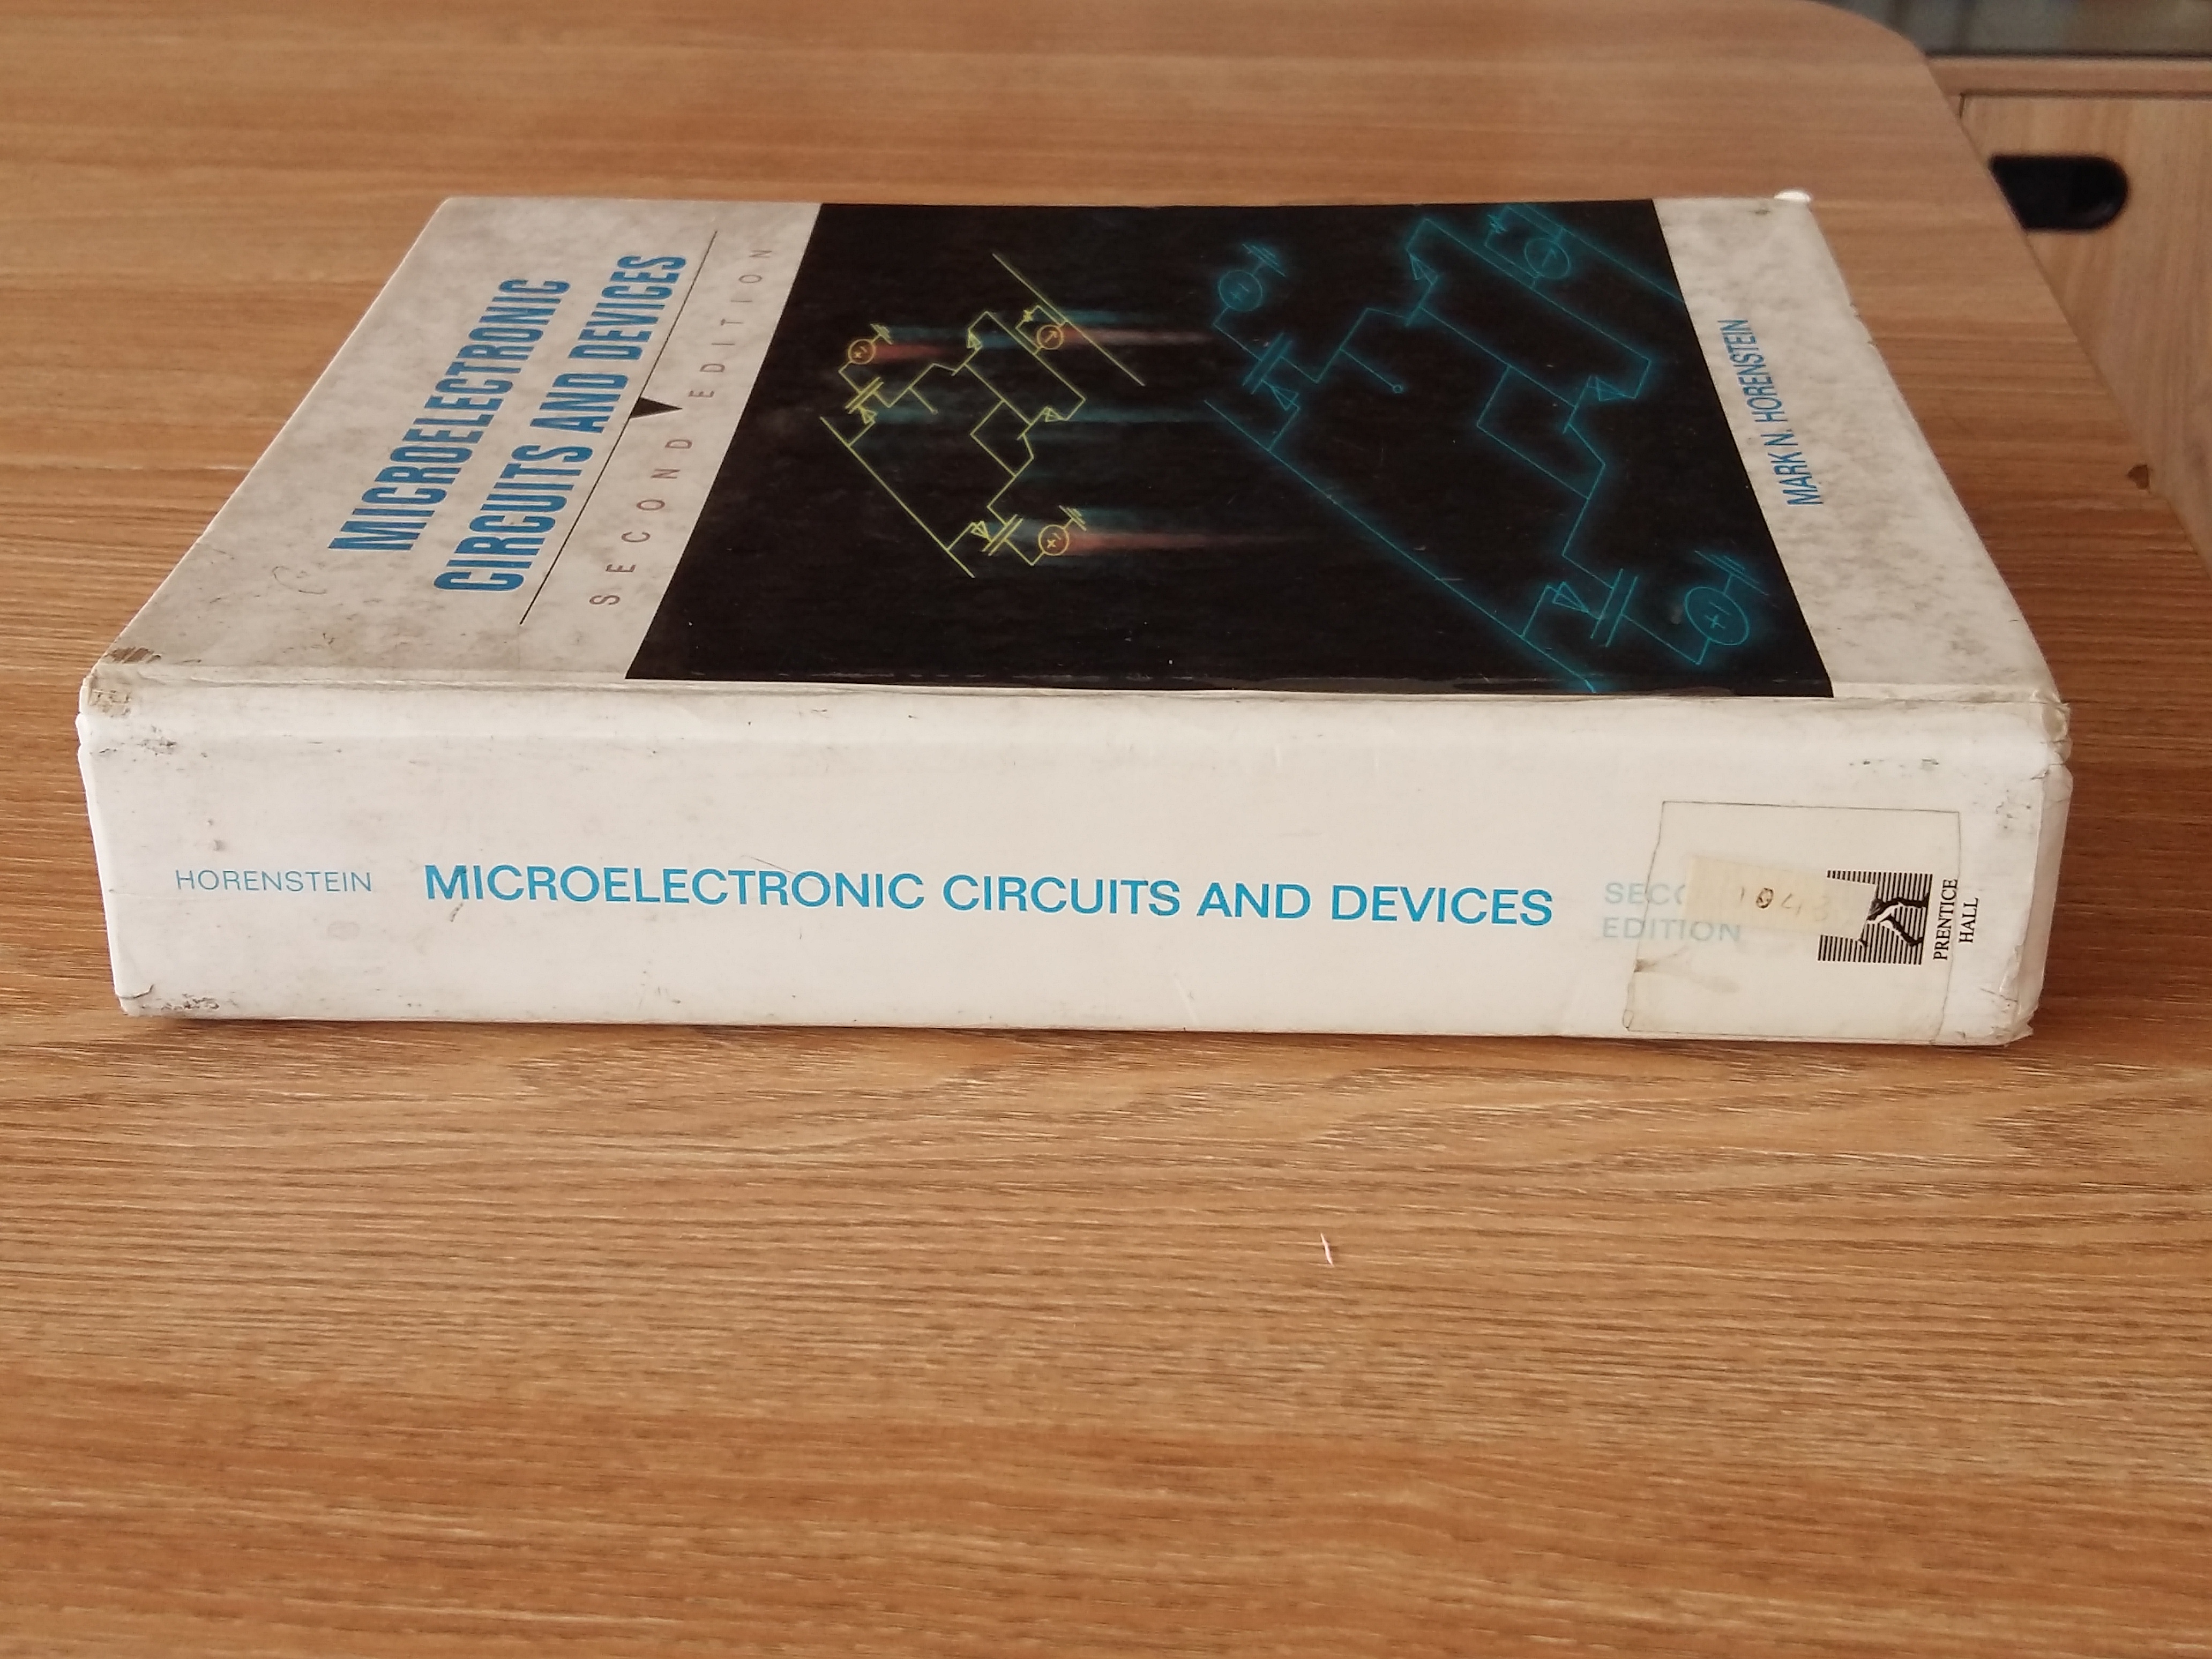 MICROELECTRONIC
CIRCUITS AND DEVICES
SECOND EDITION
MARK N. HORENSTEIN
HORENSTEIN
MICROELECTRONIC CIRCUITS AND DEVICES
EDITION
PRENTICE
HALL